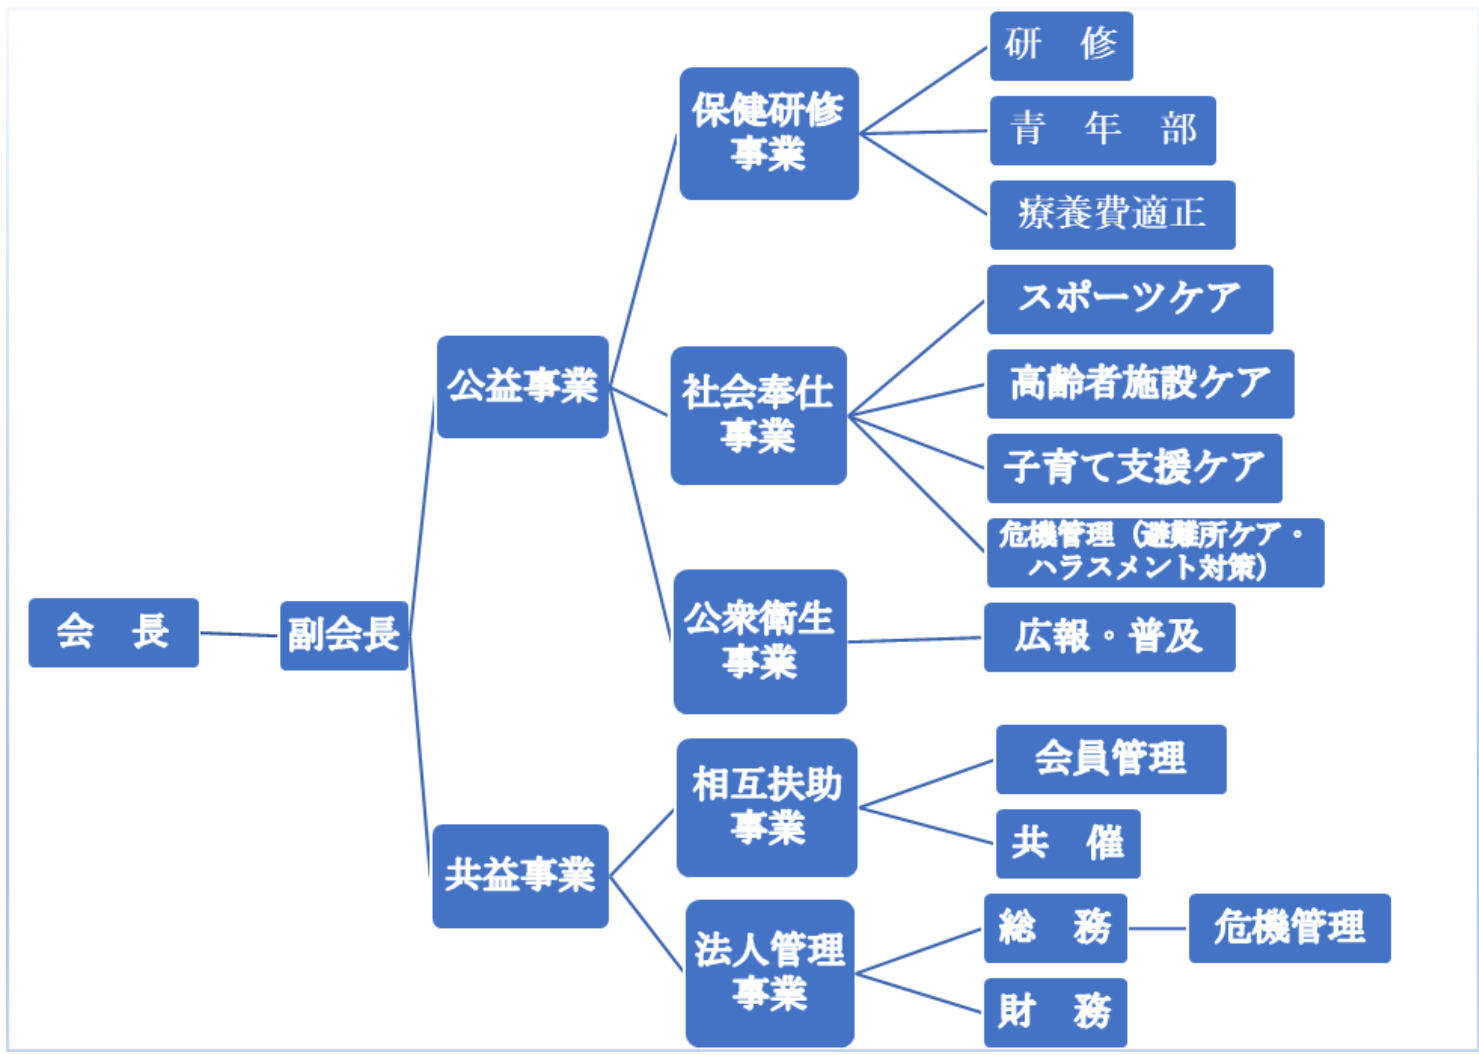 会　長
副会長
公益事業
共益事業
保健研修
事業
社会奉仕
事業
公衆衛生
事業
相互扶助
事業
法人管理
事業
研　修
青　年　部
療養費適正
スポーツケア
高齢者施設ケア
子育て支援ケア
危機管理（避難所ケア・
ハラスメント対策）
広報・普及
会員管理
共　催
総　務
危機管理
財　務